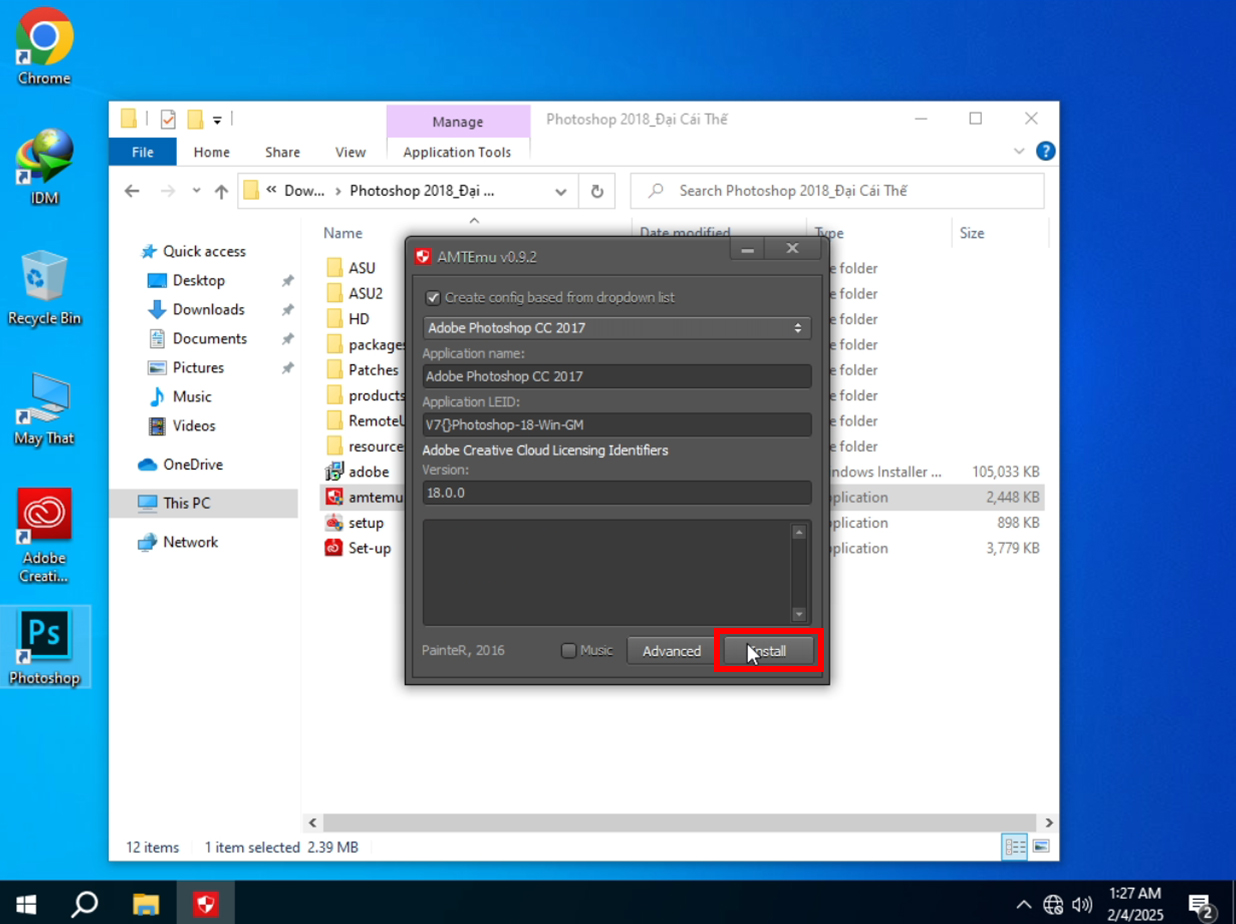 Chrome
IDM
Recycle Bin
May That
Adobe
Creati...
Ps
Photoshop
Manage
Photoshop 2018_Đại Cái Thế
File
Home
Share
View
Application Tools
?
« Dow... › Photoshop 2018_Đại ...
Search Photoshop 2018_Đại Cái Thế
Name
Date modified
Type
Size
Quick access
Desktop
Downloads
Documents
Pictures
Music
Videos
OneDrive
This PC
Network
ASU
e folder
ASU2
e folder
HD
e folder
packages
e folder
Patches
e folder
products
e folder
RemoteU
e folder
resource
e folder
adobe
ndows Installer ...
105,033 KB
amtemu
plication
2,448 KB
setup
plication
898 KB
Set-up
plication
3,779 KB
AMTEmu v0.9.2
Create config based from dropdown list
Adobe Photoshop CC 2017
Application name:
Adobe Photoshop CC 2017
Application LEID:
V7{}Photoshop-18-Win-GM
Adobe Creative Cloud Licensing Identifiers
Version:
18.0.0
PainteR, 2016
Music
Advanced
Install
12 items
1 item selected 2.39 MB
1:27 AM
2/4/2025
2